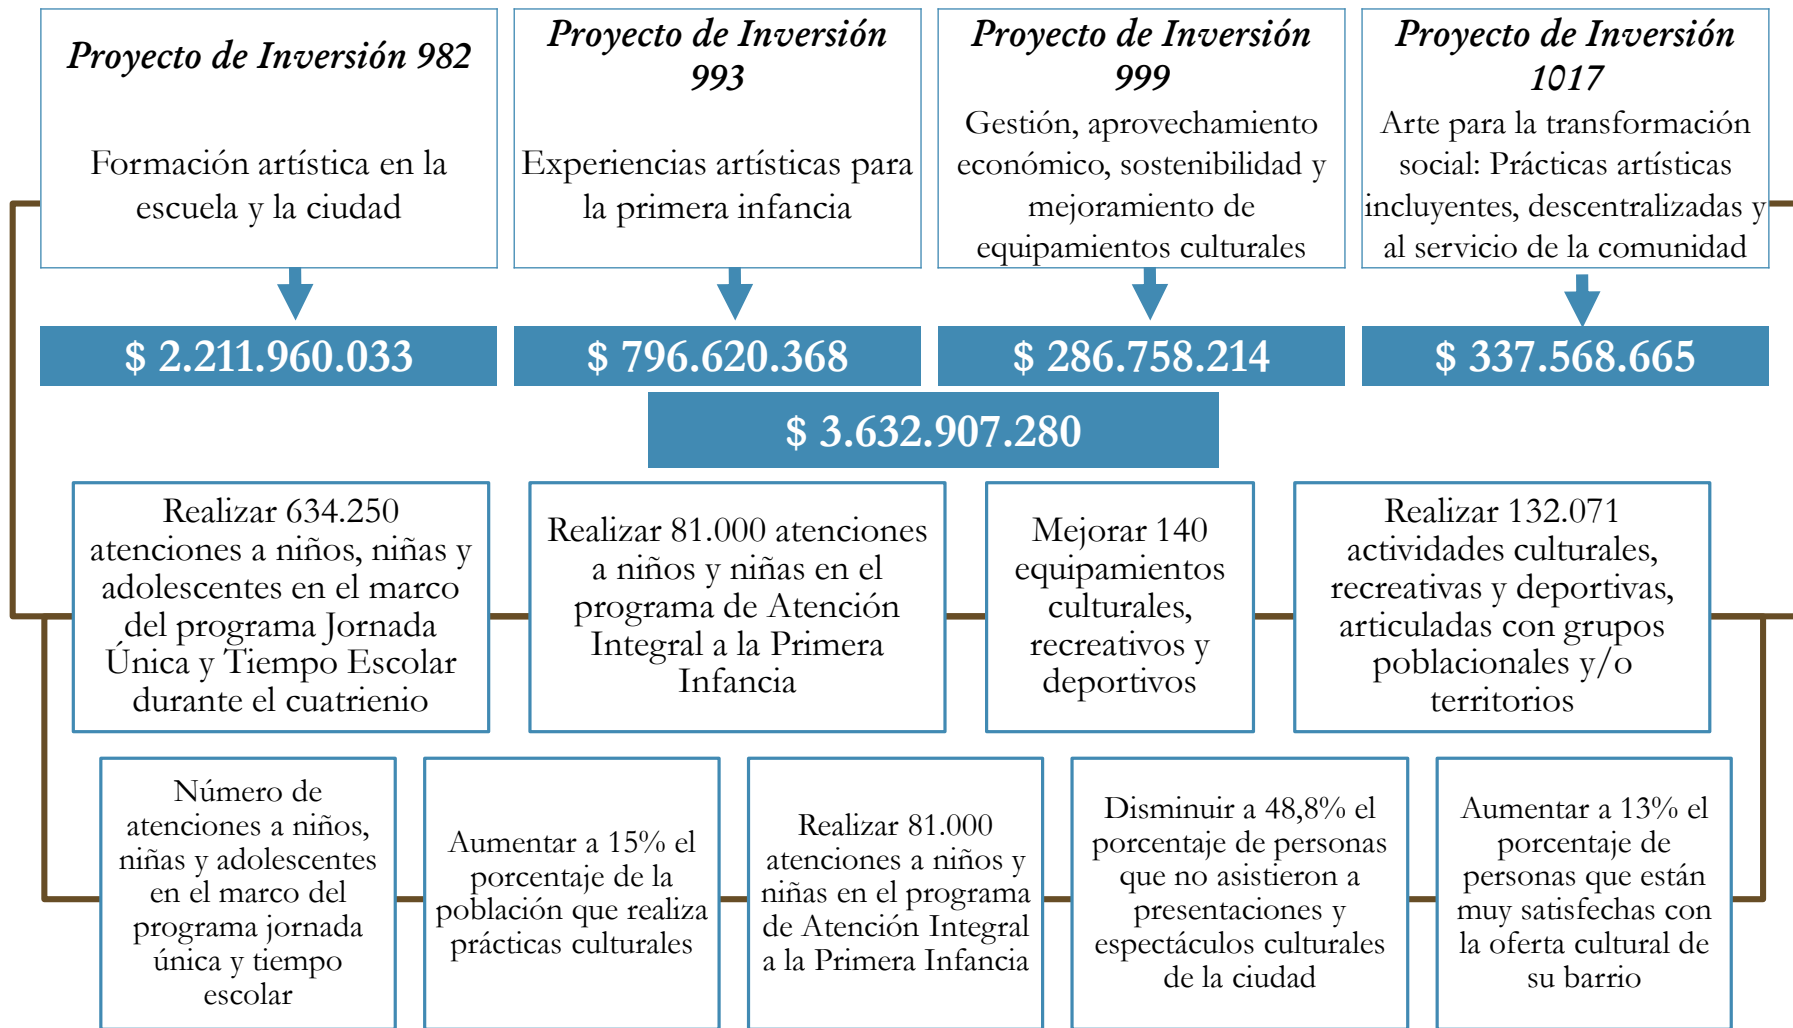 Proyecto de Inversión 982
Formación artística en la
escuela y la ciudad
Proyecto de Inversión
993
Experiencias artísticas para
la primera infancia
Proyecto de Inversión
999
Gestión, aprovechamiento
económico, sostenibilidad y
mejoramiento de
equipamientos culturales
Proyecto de Inversión
1017
Arte para la transformación
social: Prácticas artísticas
incluyentes, descentralizadas y
al servicio de la comunidad
$ 2.211.960.033
$ 796.620.368
$ 286.758.214
$ 337.568.665
$ 3.632.907.280
Realizar 634.250
atenciones a niños, niñas y
adolescentes en el marco
del programa Jornada
Única y Tiempo Escolar
durante el cuatrienio
Realizar 81.000 atenciones
a niños y niñas en el
programa de Atención
Integral a la Primera
Infancia
Mejorar 140
equipamientos
culturales,
recreativos y
deportivos
Realizar 132.071
actividades culturales,
recreativas y deportivas,
articuladas con grupos
poblacionales y/o
territorios
Número de
atenciones a niños,
niñas y adolescentes
en el marco del
programa jornada
única y tiempo
escolar
Aumentar a 15% el
porcentaje de la
población que realiza
prácticas culturales
Realizar 81.000
atenciones a niños y
niñas en el programa
de Atención Integral
a la Primera Infancia
Disminuir a 48,8% el
porcentaje de personas
que no asistieron a
presentaciones y
espectáculos culturales
de la ciudad
Aumentar a 13% el
porcentaje de
personas que están
muy satisfechas con
la oferta cultural de
su barrio